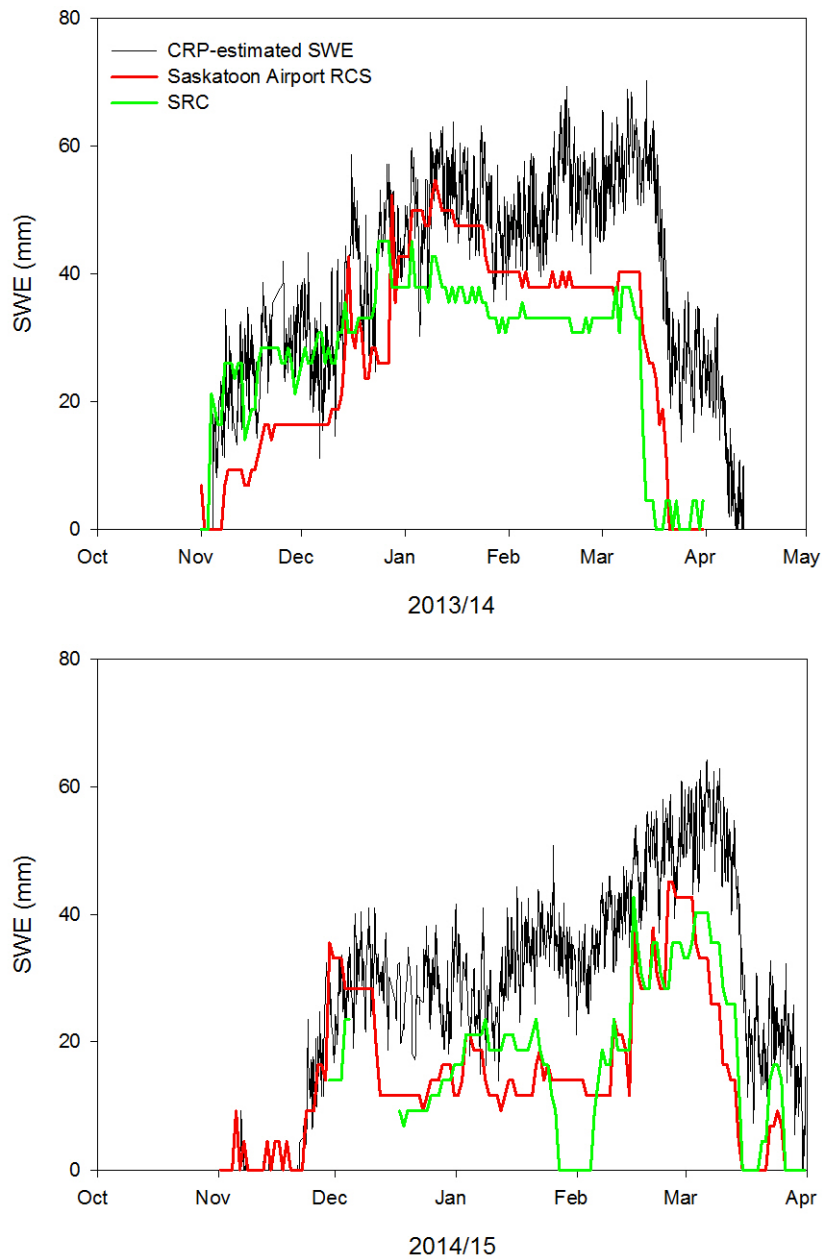 80
CRP-estimated SWE
Saskatoon Airport RCS
SRC
60
SWE (mm)
40
20
0
Oct Nov Dec Jan Feb Mar Apr May
2013/14
80
60
SWE (mm)
40
20
0
Oct Nov Dec Jan Feb Mar Apr
2014/15